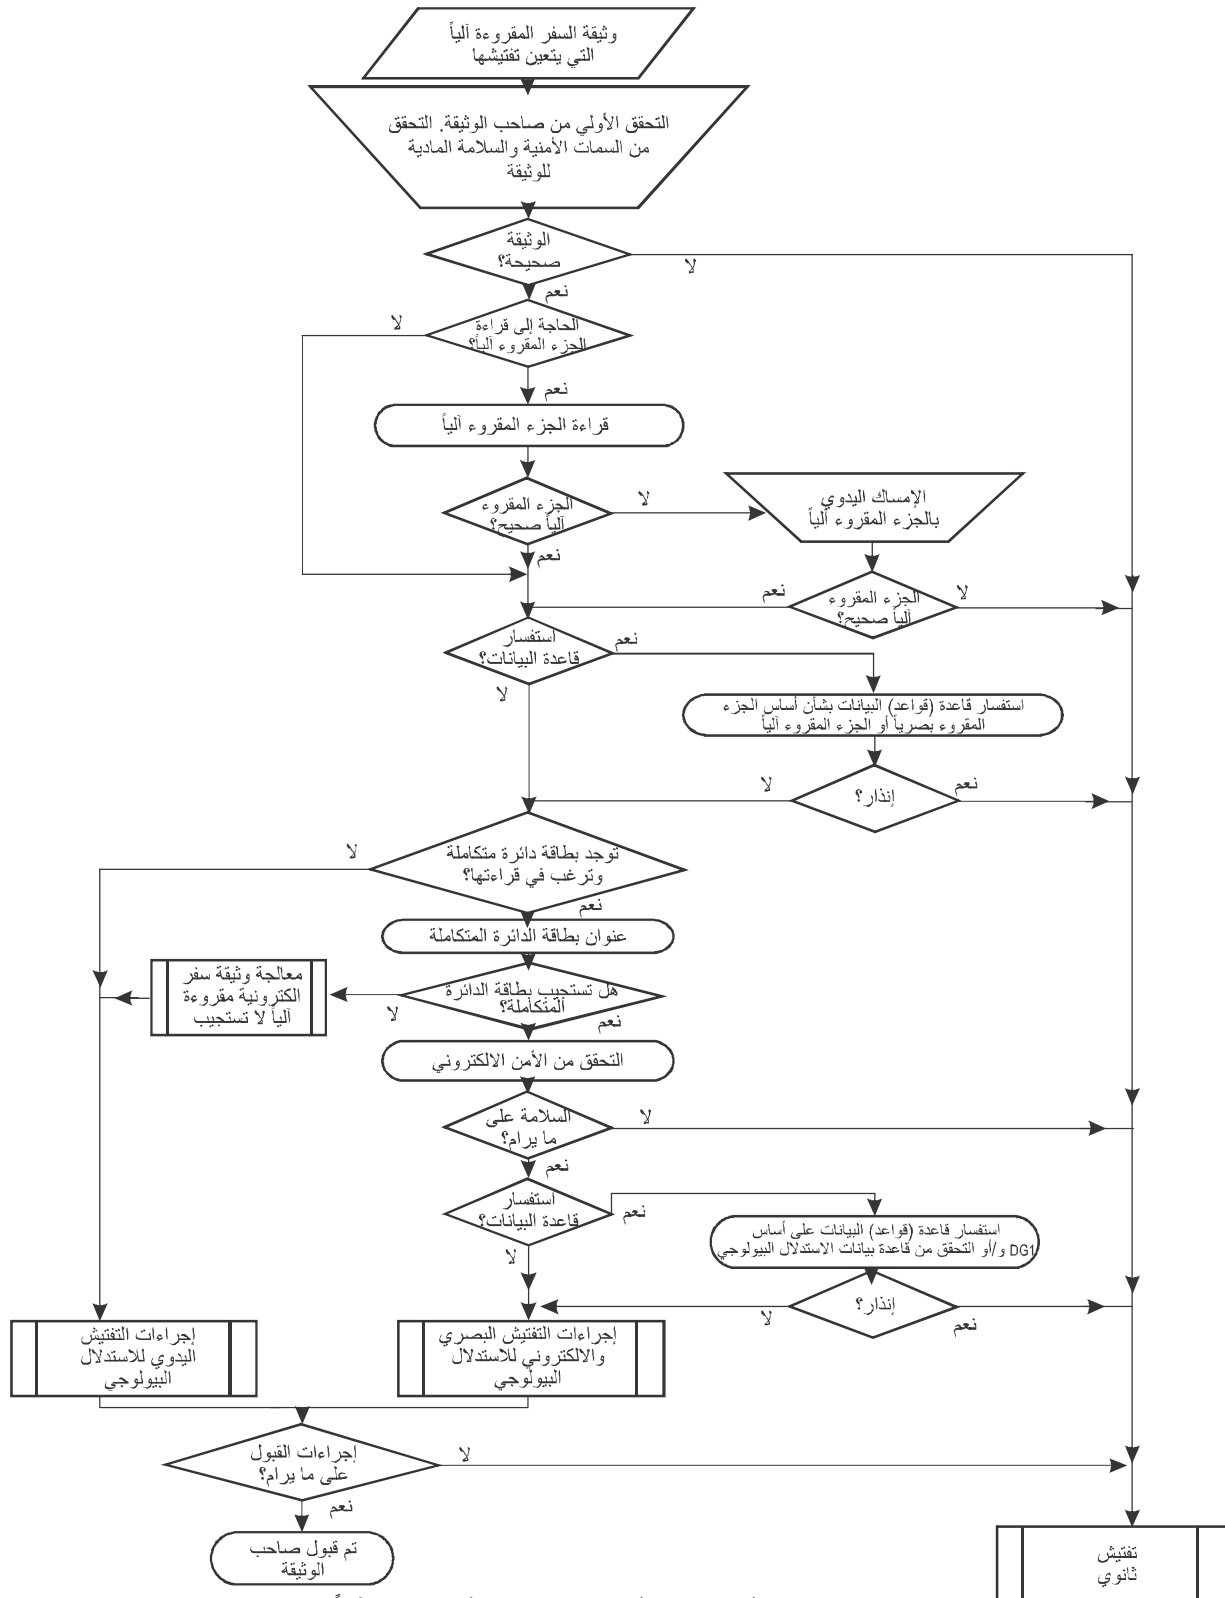 وثيقة السفر المقروءة آلياً
التي يتعين تفتيشها
التحقق الأولي من صاحب الوثيقة. التحقق
من السمات الأمنية والسلامة المادية
للوثيقة
الوثيقة
صحيحة؟
لا
نعم
الحاجة إلى قراءة
الجزء المقروء آلياً؟
لا
نعم
قراءة الجزء المقروء آلياً
الجزء المقروء
آلياً صحيح؟
لا
نعم
الإمساك اليدوي
بالجزء المقروء آلياً
الجزء المقروء
آلياً صحيح؟
لا
نعم
استفسار
قاعدة البيانات؟
نعم
لا
استفسار قاعدة (قواعد) البيانات بشأن أساس الجزء
المقروء بصرياً أو الجزء المقروء آلياً
إنذار؟
نعم
لا
توجد بطاقة دائرة متكاملة
وترغب في قراءتها؟
لا
نعم
عنوان بطاقة الدائرة المتكاملة
هل تستجيب بطاقة الدائرة
المتكاملة؟
لا
نعم
معالجة وثيقة سفر
الكترونية مقروءة
آلياً لا تستجيب
التحقق من الأمن الالكتروني
السلامة على
ما يرام؟
لا
نعم
استفسار
قاعدة البيانات؟
نعم
لا
استفسار قاعدة (قواعد) البيانات على أساس
DG1 و/أو التحقق من قاعدة بيانات الاستدلال البيولوجي
إنذار؟
نعم
لا
إجراءات التفتيش البصري
والالكتروني للاستدلال
البيولوجي
إجراءات التفتيش
اليدوي للاستدلال
البيولوجي
إجراءات القبول
على ما يرام؟
لا
نعم
تم قبول صاحب
الوثيقة
تفتيش
ثانوي